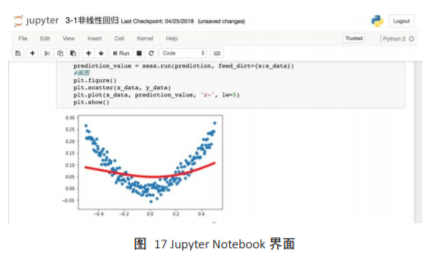 jupyter 3-1非线性回归 Last Checkpoint: 04/25/2018 (unsaved changes) Logout
File Edit View Insert Cell Kernel Help Trusted Python 2
Run C Code
prediction_value = sess.run(prediction, feed_dict={x:x_data})
#画图
plt.figure()
plt.scatter(x_data, y_data)
plt.plot(x_data, prediction_value, 'r-', lw=5)
plt.show()
0.30
0.25
0.20
0.15
0.10
0.05
0.00
-0.05
-0.4 -0.2 0.0 0.2 0.4
图 17 Jupyter Notebook 界面